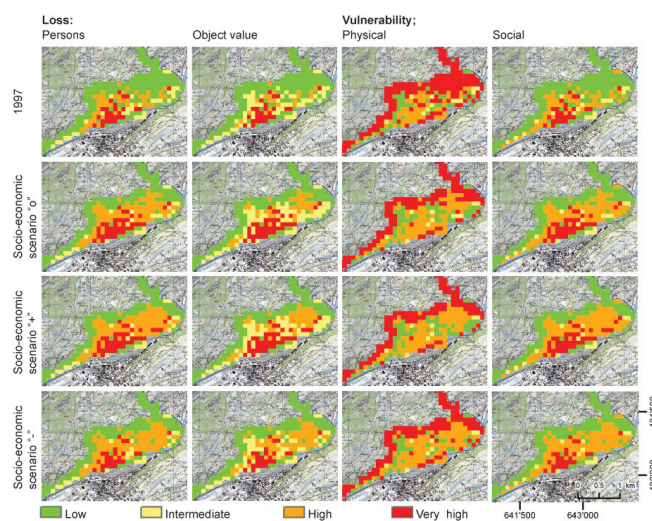 Loss:
Vulnerability;
Persons
Object value
Physical
Social
1997
Socio-economic
scenario "o"
Socio-economic
scenario "+"
Socio-economic
scenario "-"
0 0.5 1
km
641'500
643'000
Low
Intermediate
High
Very high